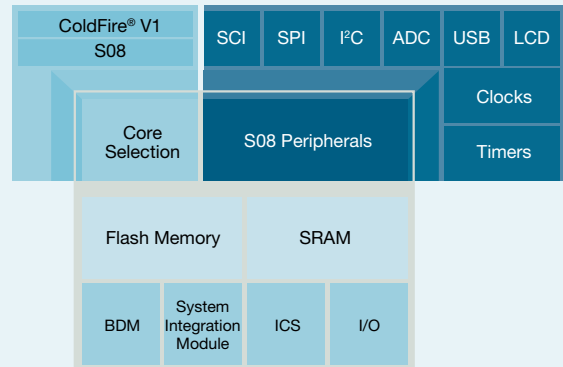 ColdFire® V1
S08
SCI SPI I²C ADC USB LCD
Clocks
Timers
Core
Selection
S08 Peripherals
Flash Memory
SRAM
BDM
System
Integration
Module
ICS
I/O